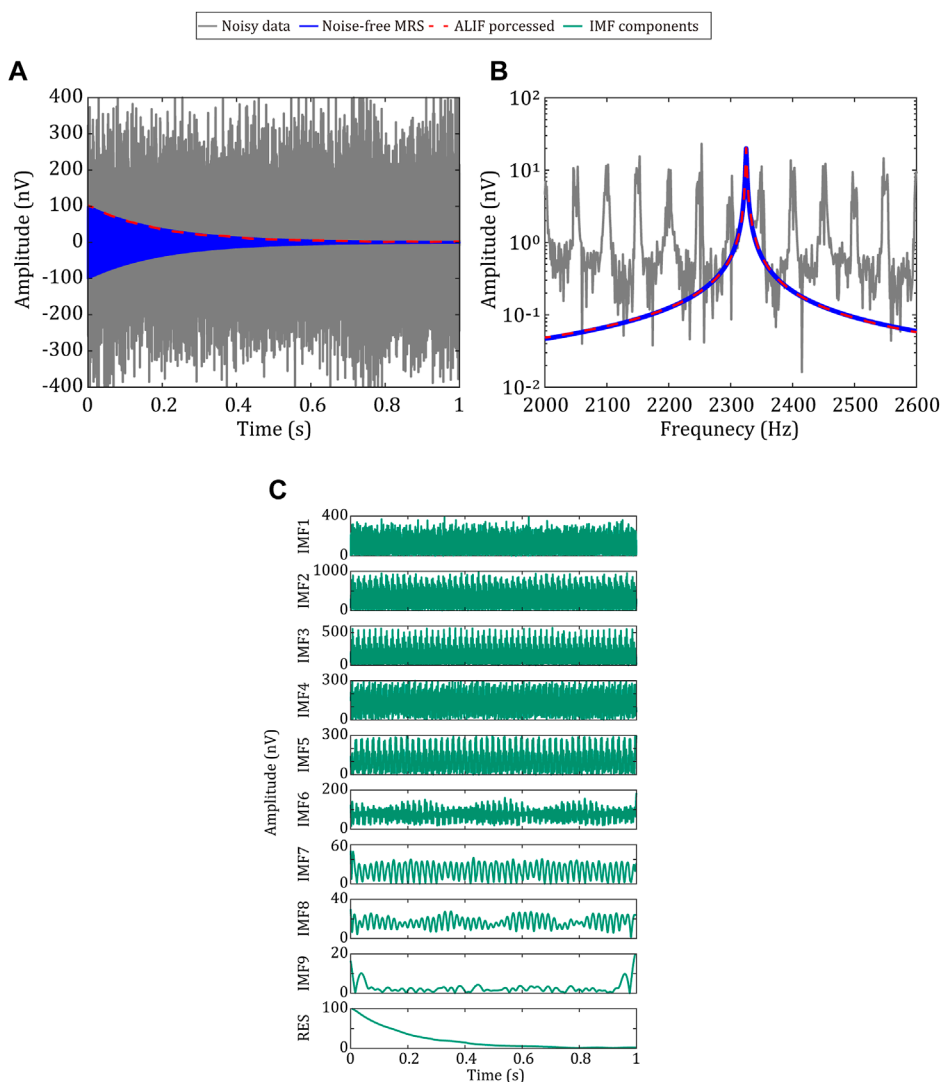 Noisy data Noise-free MRS ALIF porcessed IMF components
A
400
300
200
100
0
-100
-200
-300
-400
Amplitude (nV)
0 0.2 0.4 0.6 0.8 1
Time (s)
B
10²
10¹
10⁰
10⁻¹
10⁻²
Amplitude (nV)
2000 2100 2200 2300 2400 2500 2600
Frequnecy (Hz)
C
Amplitude (nV)
IMF1 400 0
IMF2 1000 0
IMF3 500 0
IMF4 300 0
IMF5 300 0
IMF6 200 0
IMF7 60 0
IMF8 40 0
IMF9 20 0
RES 100
0 0.2 0.4 0.6 0.8 1
Time (s)